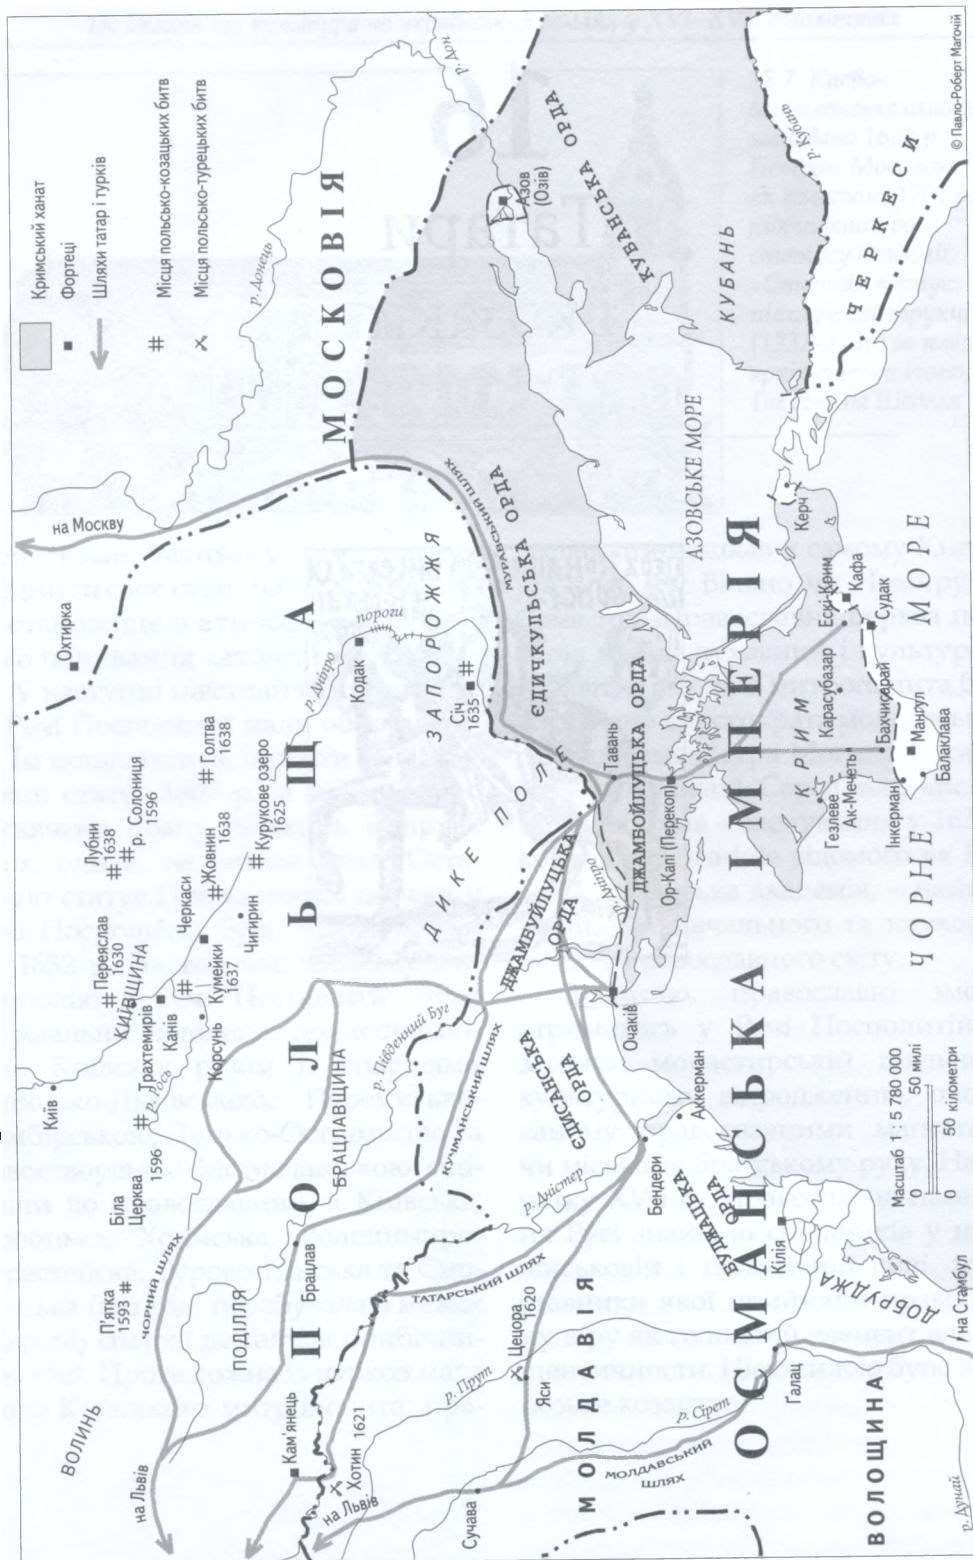 Кримський ханат
Фортеці
Шляхи татар і турків
Місця польсько-козацьких битв
Місця польсько-турецьких битв
на Москву
МОСКОВІЯ
р. Донець
р. Дон
Охтирка
Київ
КИЇВЩИНА
Переяслав
1630
Лубни
1638
р. Солониця
1596
Голтва
1638
Трахтемирів
Канів
р. Рось
Корсунь
Черкаси
Жовнин 1638
Кумейки
1637
Чигирин
Курукове озеро
1625
ПОЛЬЩА
пороги
р. Дніпро
Кодак
ЗАПОРОЖЖЯ
Січ
1635
МУРАВСЬКИЙ ШЛЯХ
ЄДИЧКУЛЬСЬКА ОРДА
Азов
(Озів)
КУБАНСЬКА ОРДА
КУБАНЬ
р. Кубань
ЧЕРКЕСИ
© Павло-Роберт Магочій
ВОЛИНЬ
П'ятка
1593
Біла
Церква
1596
ЧОРНИЙ ШЛЯХ
на Львів
ПОДІЛЛЯ
БРАЦЛАВЩИНА
Брацлав
р. Південний Буг
КУЧМАНСЬКИЙ ШЛЯХ
ДИКЕ ПОЛЕ
ДЖАМБУЙЛУЦЬКА
ОРДА
Тавань
р. Дніпро
ДЖАМБОЙЛУЦЬКА ОРДА
Ор-Капі (Перекоп)
АЗОВСЬКЕ МОРЕ
Керч
Кам'янець
Хотин 1621
на Львів
р. Прут
р. Дністер
ТАТАРСЬКИЙ ШЛЯХ
ЄДИСАНСЬКА
ОРДА
Очаків
Цецора
1620
Ясси
Сучава
МОЛДАВІЯ
р. Сірет
МОЛДАВСЬКИЙ
ШЛЯХ
Бендери
Акерман
БУДЖАЦЬКА
ОРДА
Кілія
ДОБРУДЖА
Галац
ОСМАНСЬКА ІМПЕРІЯ
КРИМ
Гезлеве
Ак-Меметь
Карасубазар
Ескі-Крим
Кафа
Судак
Бахчисарай
Інкерман
Мангуп
Балаклава
ЧОРНЕ МОРЕ
ВОЛОЩИНА
р. Дунай
на Стамбул
Масштаб 1 : 5 780 000
0 50 милі
0 50 км